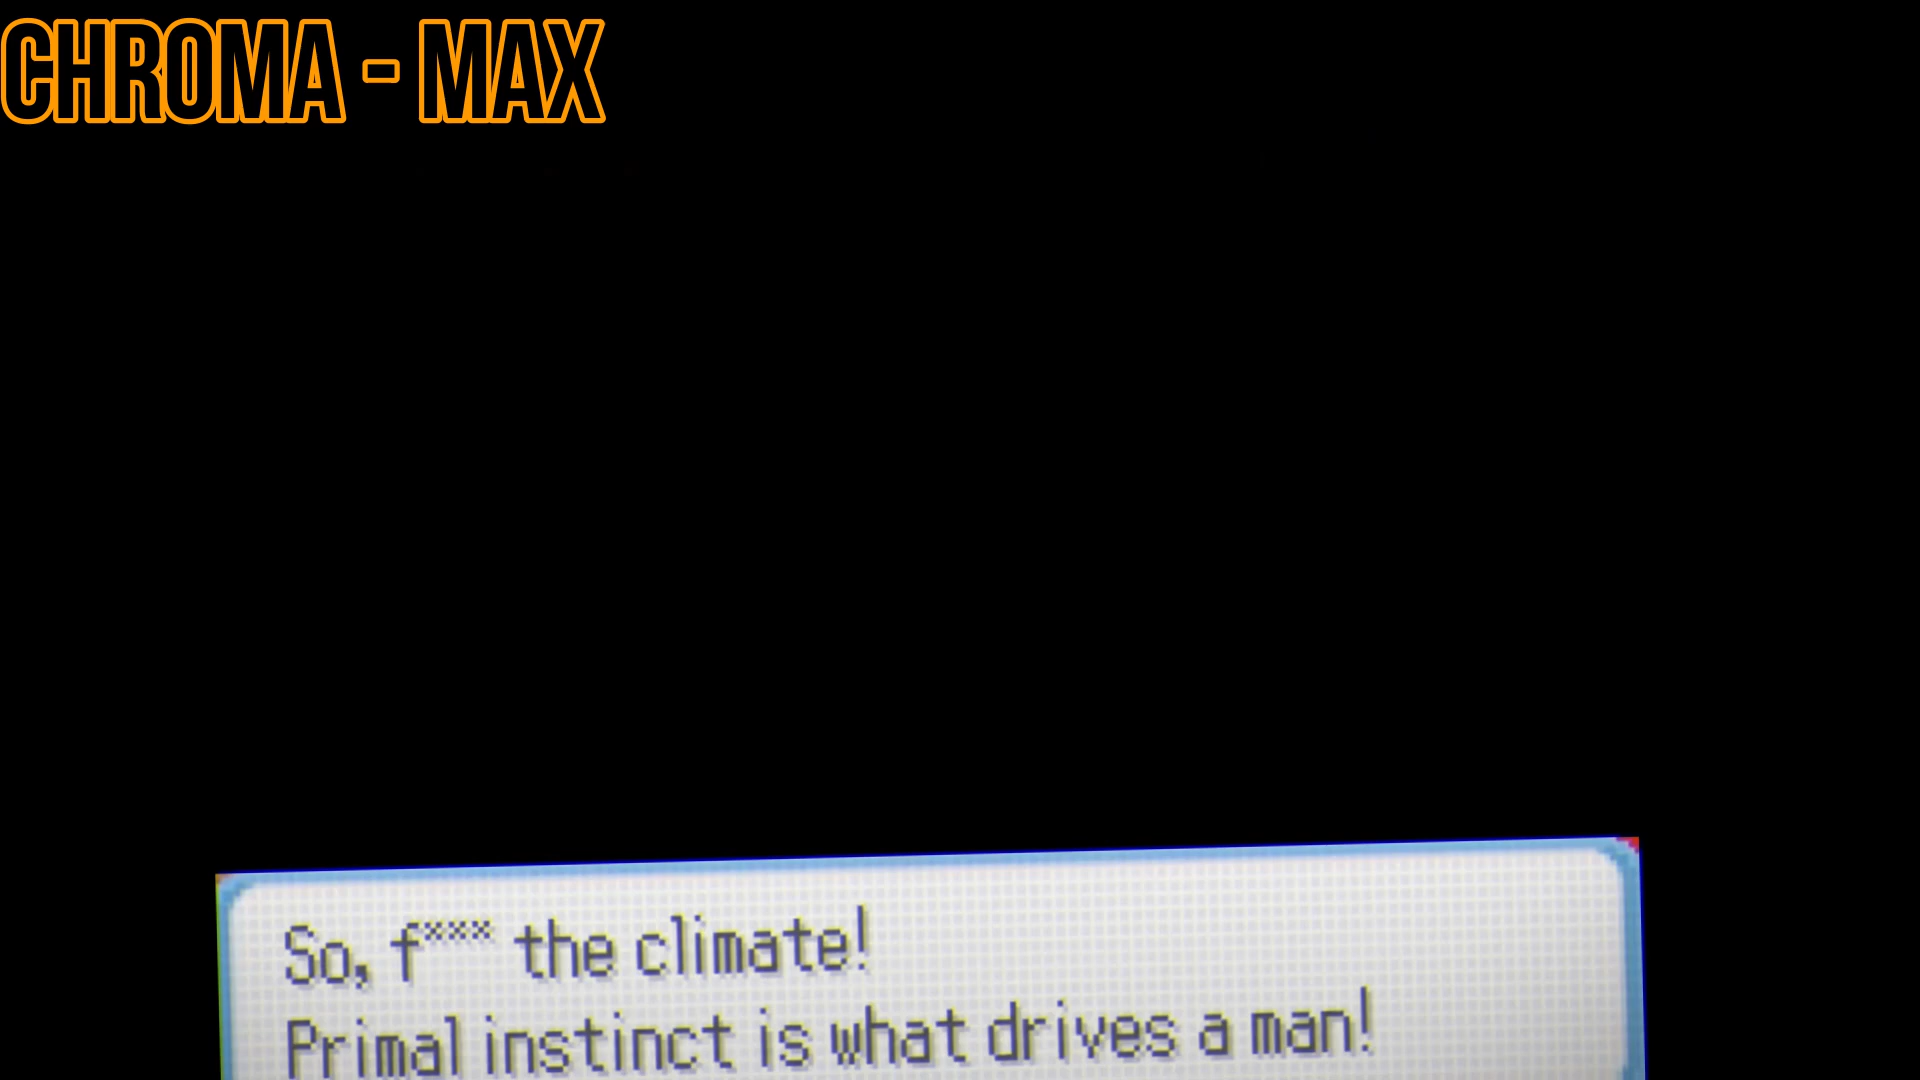 CHROMA - MAX
So, f*** the climate!
Primal instinct is what drives a man!